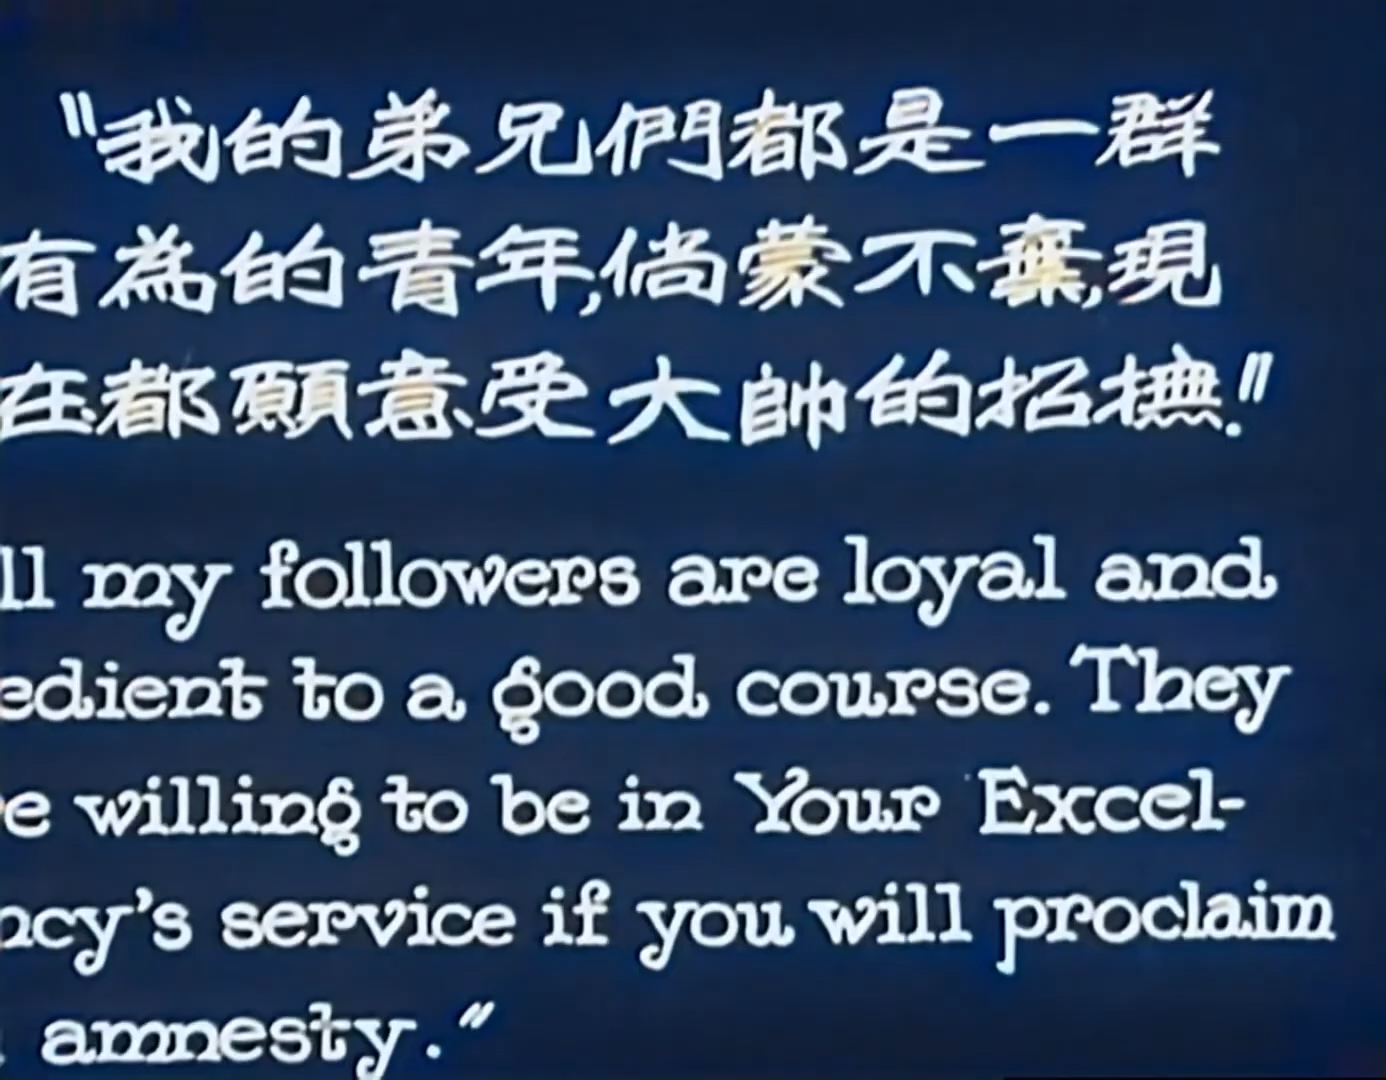 "我的弟兄們都是一群
有為的青年,倘蒙不棄,現
在都願意受大帥的招撫."
ll my followers are loyal and
edient to a good course. They
e willing to be in Your Excel-
ncy's service if you will proclaim
amnesty."